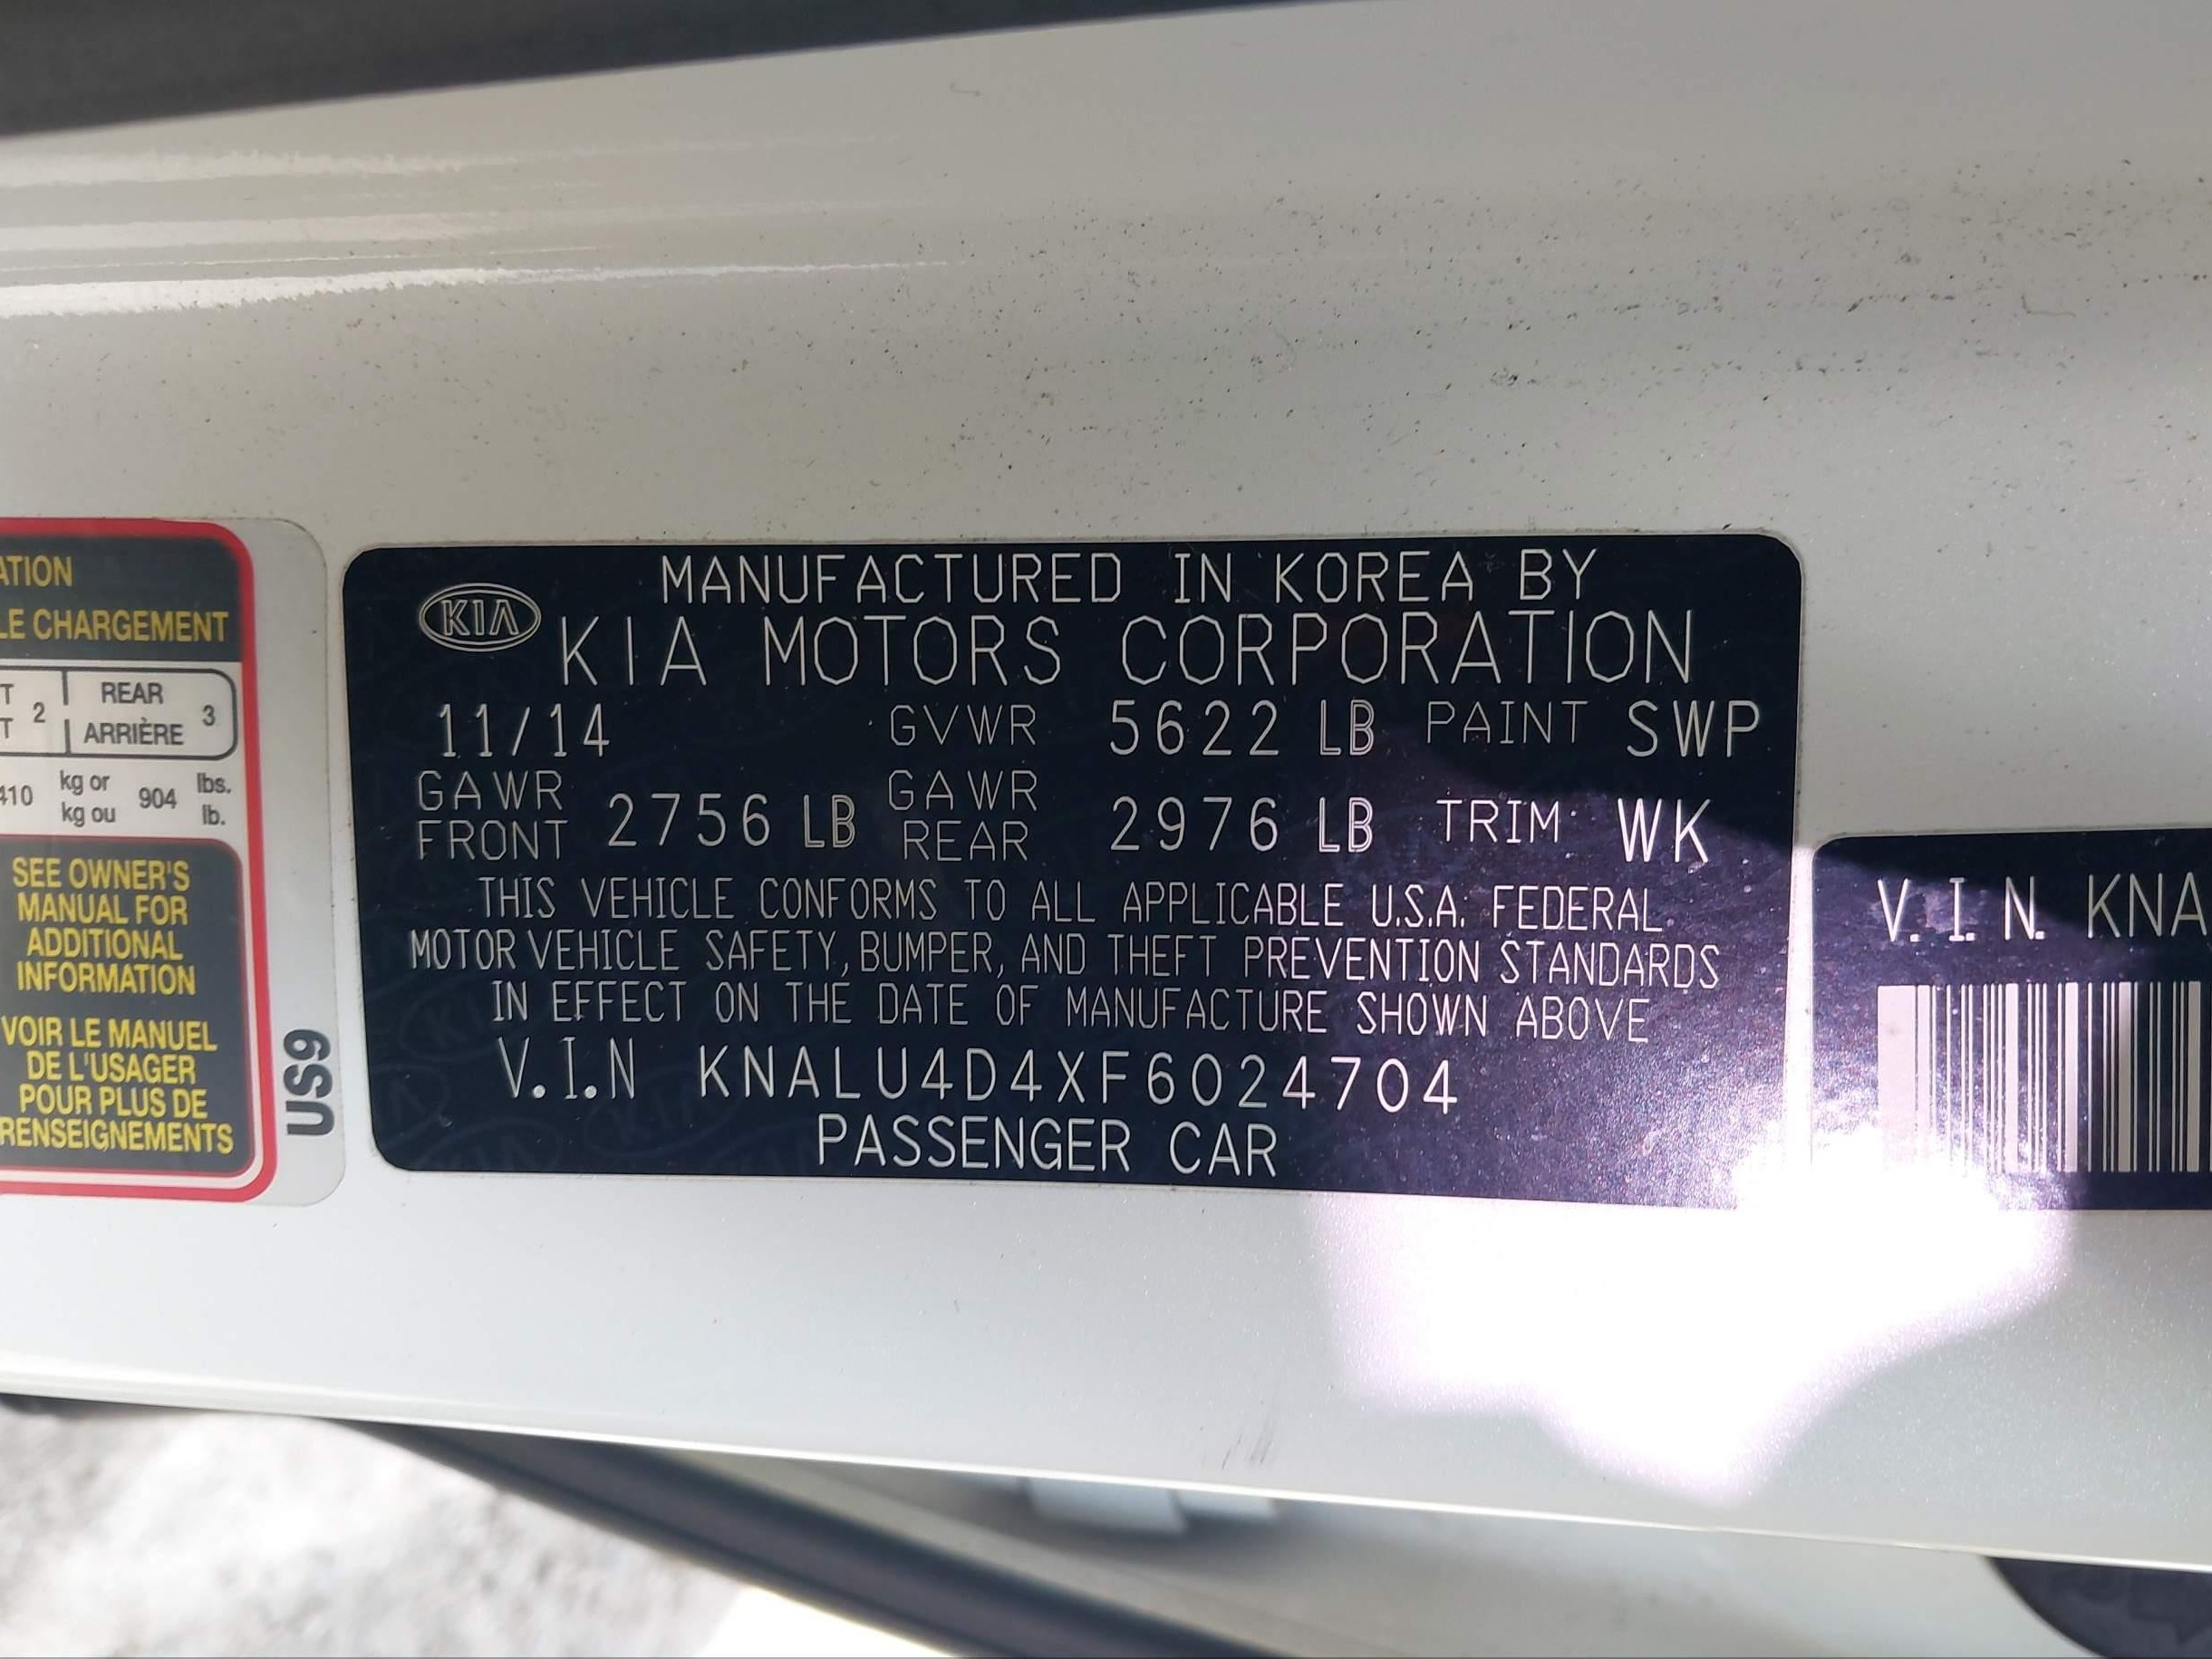 ATION
LE CHARGEMENT
2 REAR
ARRIÈRE 3
410 kg or
kg ou 904 lbs.
lb.
SEE OWNER'S
MANUAL FOR
ADDITIONAL
INFORMATION
VOIR LE MANUEL
DE L'USAGER
POUR PLUS DE
RENSEIGNEMENTS
US9
KIA
MANUFACTURED IN KOREA BY
KIA MOTORS CORPORATION
11/14 GVWR 5622 LB PAINT SWP
GAWR FRONT 2756 LB GAWR REAR 2976 LB TRIM WK
THIS VEHICLE CONFORMS TO ALL APPLICABLE U.S.A. FEDERAL
MOTOR VEHICLE SAFETY, BUMPER, AND THEFT PREVENTION STANDARDS
IN EFFECT ON THE DATE OF MANUFACTURE SHOWN ABOVE
V.I.N KNALU4D4XF6024704
PASSENGER CAR
V.I.N. KNA